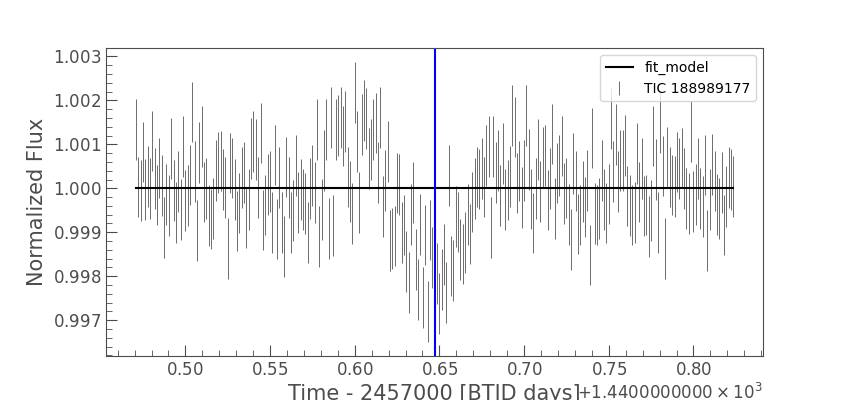 1.003
1.002
1.001
1.000
0.999
0.998
0.997
Normalized Flux
fit_model
TIC 188989177
0.50 0.55 0.60 0.65 0.70 0.75 0.80
Time - 2457000 [BTJD days]
+1.4400000000 × 10³